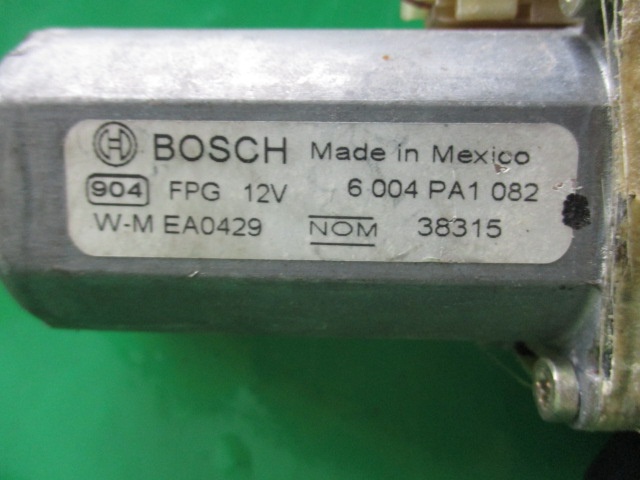 BOSCH Made in Mexico
904 FPG 12V 6 004 PA1 082
W-M EA0429 NOM 38315